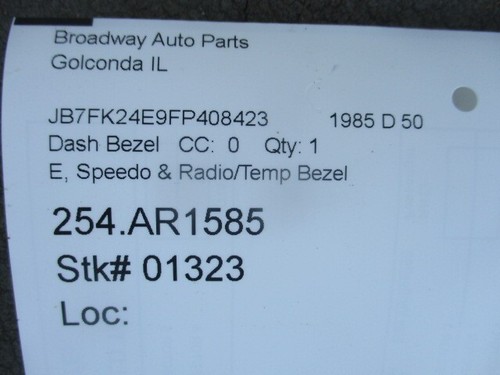 Broadway Auto Parts
Golconda IL
JB7FK24E9FP408423 1985 D 50
Dash Bezel CC: 0 Qty: 1
E, Speedo & Radio/Temp Bezel
254.AR1585
Stk# 01323
Loc: